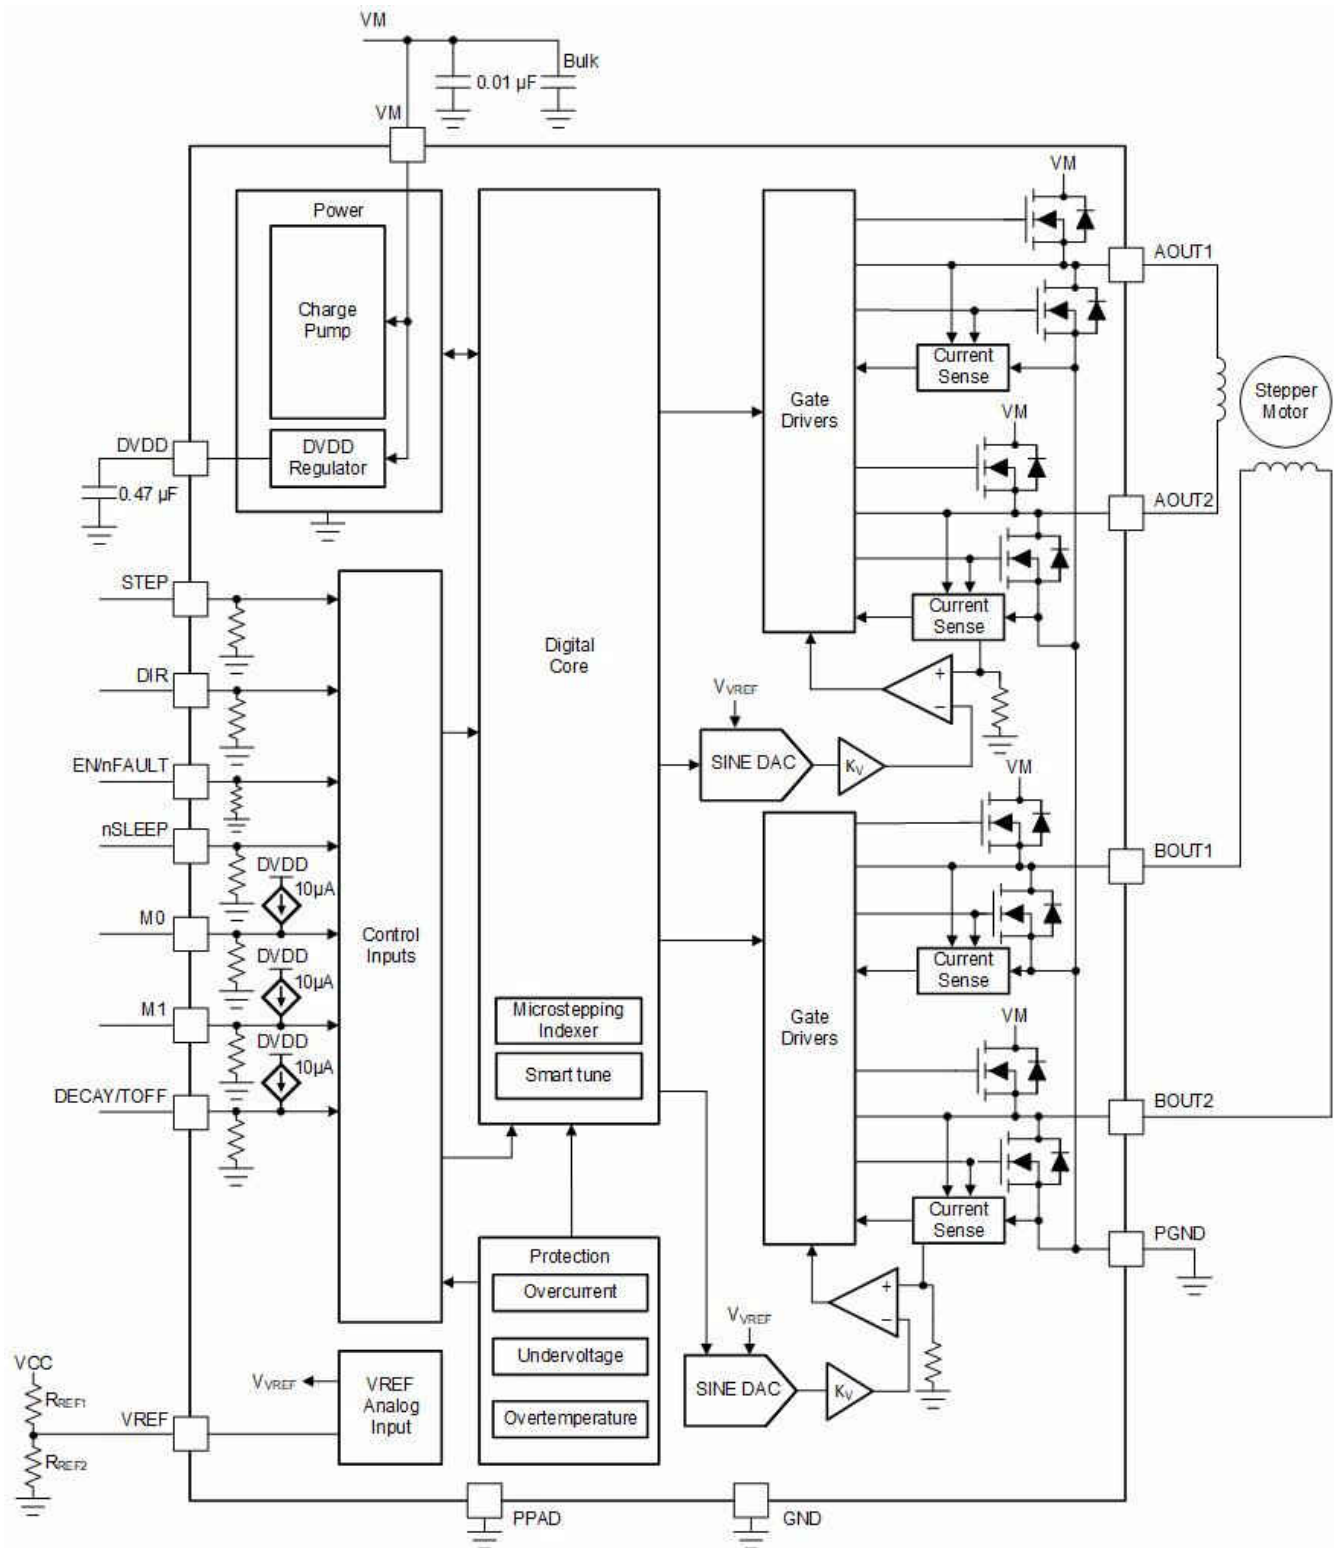 VM
Bulk
0.01 µF
VM
VM
Power
AOUT1
Charge
Pump
Current
Sense
Gate
Drivers
Stepper
Motor
VM
DVDD
DVDD
Regulator
0.47 µF
AOUT2
STEP
Current
Sense
Digital
Core
DIR
+
−
VVREF
EN/nFAULT
SINE DAC
KV
VM
nSLEEP
DVDD
10µA
BOUT1
M0
Control
Inputs
DVDD
10µA
Current
Sense
M1
Microstepping
Indexer
Gate
Drivers
VM
DVDD
10µA
Smart tune
DECAY/TOFF
BOUT2
Current
Sense
PGND
Protection
Overcurrent
+
−
VVREF
Undervoltage
VCC
RREF1
VVREF
VREF
Analog
Input
SINE DAC
KV
VREF
Overtemperature
RREF2
PPAD
GND